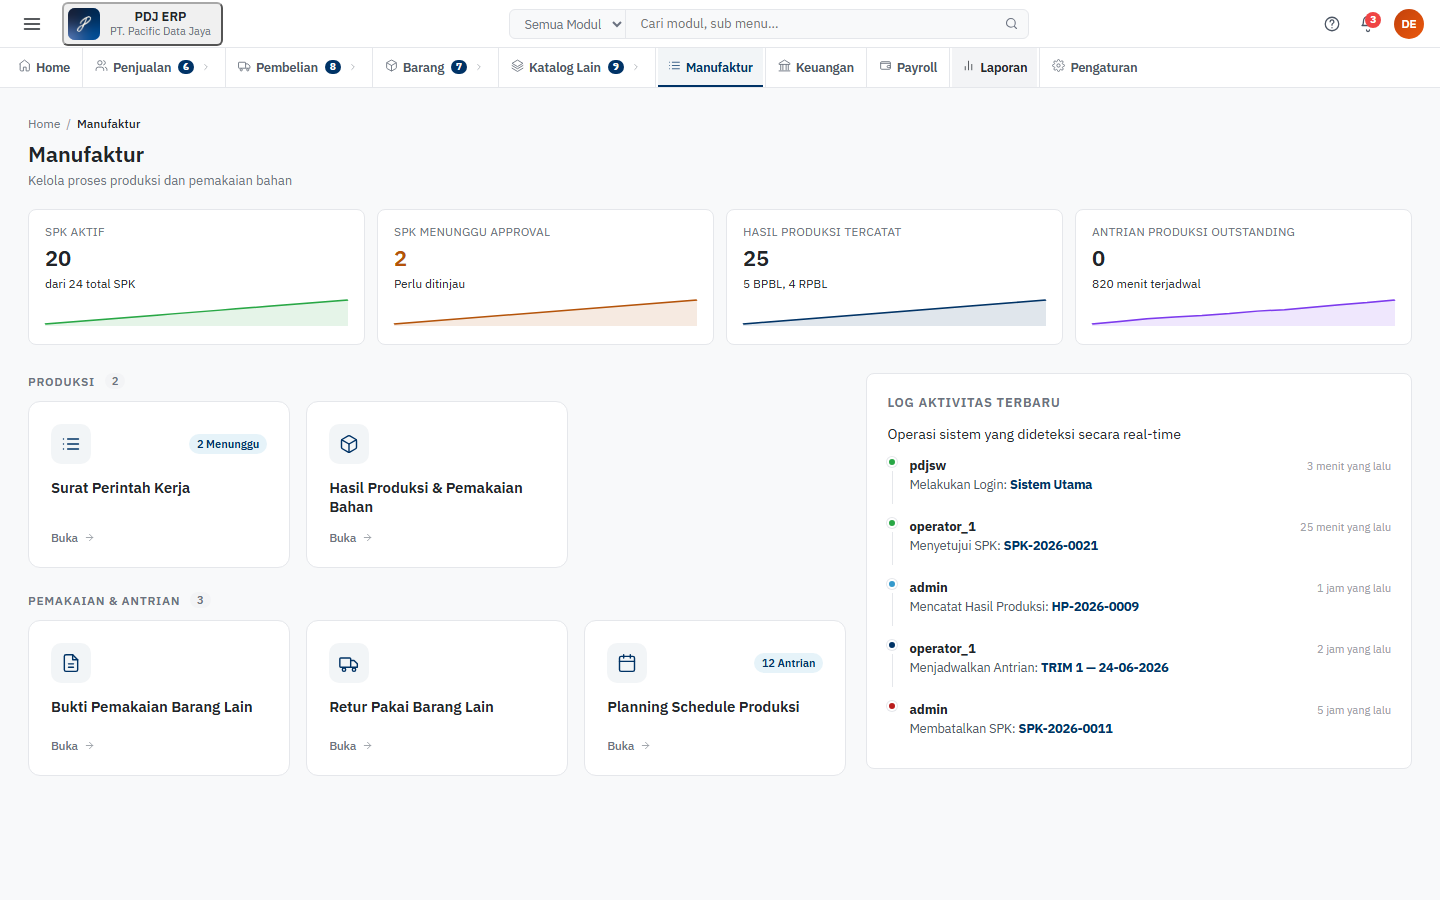 PDJ ERP
PT. Pacific Data Jaya
Semua Modul
Cari modul, sub menu...
3
DE
Home
Penjualan 6
Pembelian 8
Barang 7
Katalog Lain 9
Manufaktur
Keuangan
Payroll
Laporan
Pengaturan
Home / Manufaktur
Manufaktur
Kelola proses produksi dan pemakaian bahan
SPK AKTIF
20
dari 24 total SPK
SPK MENUNGGU APPROVAL
2
Perlu ditinjau
HASIL PRODUKSI TERCATAT
25
5 BPBL, 4 RPBL
ANTRIAN PRODUKSI OUTSTANDING
0
820 menit terjadwal
PRODUKSI 2
2 Menunggu
Surat Perintah Kerja
Buka
Hasil Produksi & Pemakaian
Bahan
Buka
PEMAKAIAN & ANTRIAN 3
Bukti Pemakaian Barang Lain
Buka
Retur Pakai Barang Lain
Buka
12 Antrian
Planning Schedule Produksi
Buka
LOG AKTIVITAS TERBARU
Operasi sistem yang dideteksi secara real-time
pdjsw 3 menit yang lalu
Melakukan Login: Sistem Utama
operator_1 25 menit yang lalu
Menyetujui SPK: SPK-2026-0021
admin 1 jam yang lalu
Mencatat Hasil Produksi: HP-2026-0009
operator_1 2 jam yang lalu
Menjadwalkan Antrian: TRIM 1 — 24-06-2026
admin 5 jam yang lalu
Membatalkan SPK: SPK-2026-0011